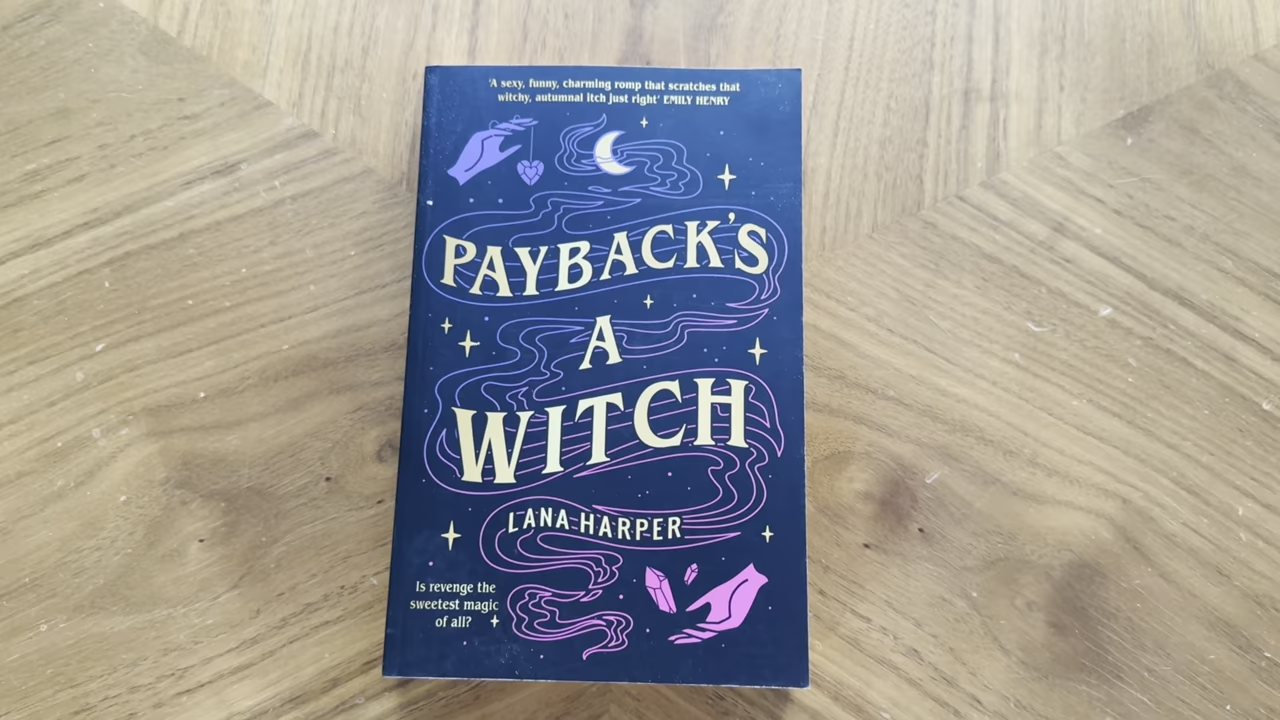 'A sexy, funny, charming romp that scratches that
witchy, autumnal itch just right' EMILY HENRY
PAYBACK'S
A
WITCH
LANA HARPER
Is revenge the
sweetest magic
of all?